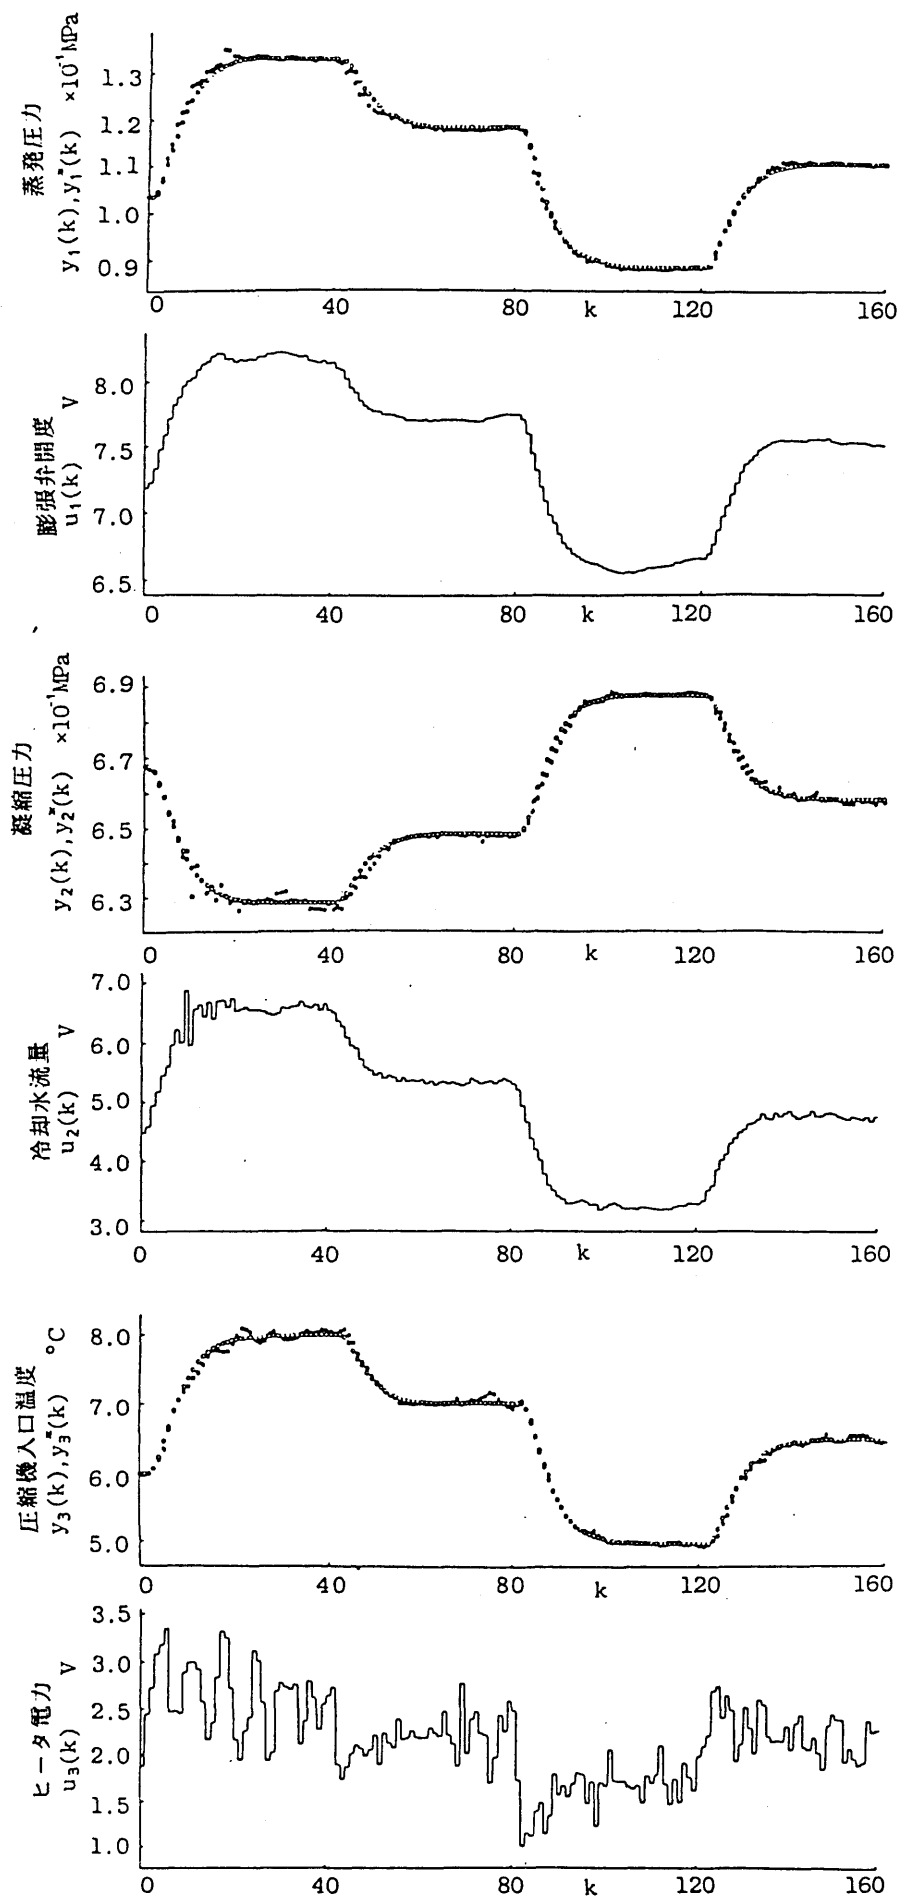 蒸発圧力
y₁(k),y₁*(k) ×10⁻¹MPa
1.3
1.2
1.1
1.0
0.9
0 40 80 k 120 160
膨張弁開度
u₁(k) V
8.0
7.5
7.0
6.5
0 40 80 k 120 160
凝縮圧力
y₂(k),y₂*(k) ×10⁻¹MPa
6.9
6.7
6.5
6.3
0 40 80 k 120 160
冷却水流量
u₂(k) V
7.0
6.0
5.0
4.0
3.0
0 40 80 k 120 160
圧縮機入口温度
y₃(k),y₃*(k) °C
8.0
7.0
6.0
5.0
0 40 80 k 120 160
ヒータ電力
u₃(k) V
3.5
3.0
2.5
2.0
1.5
1.0
0 40 80 k 120 160